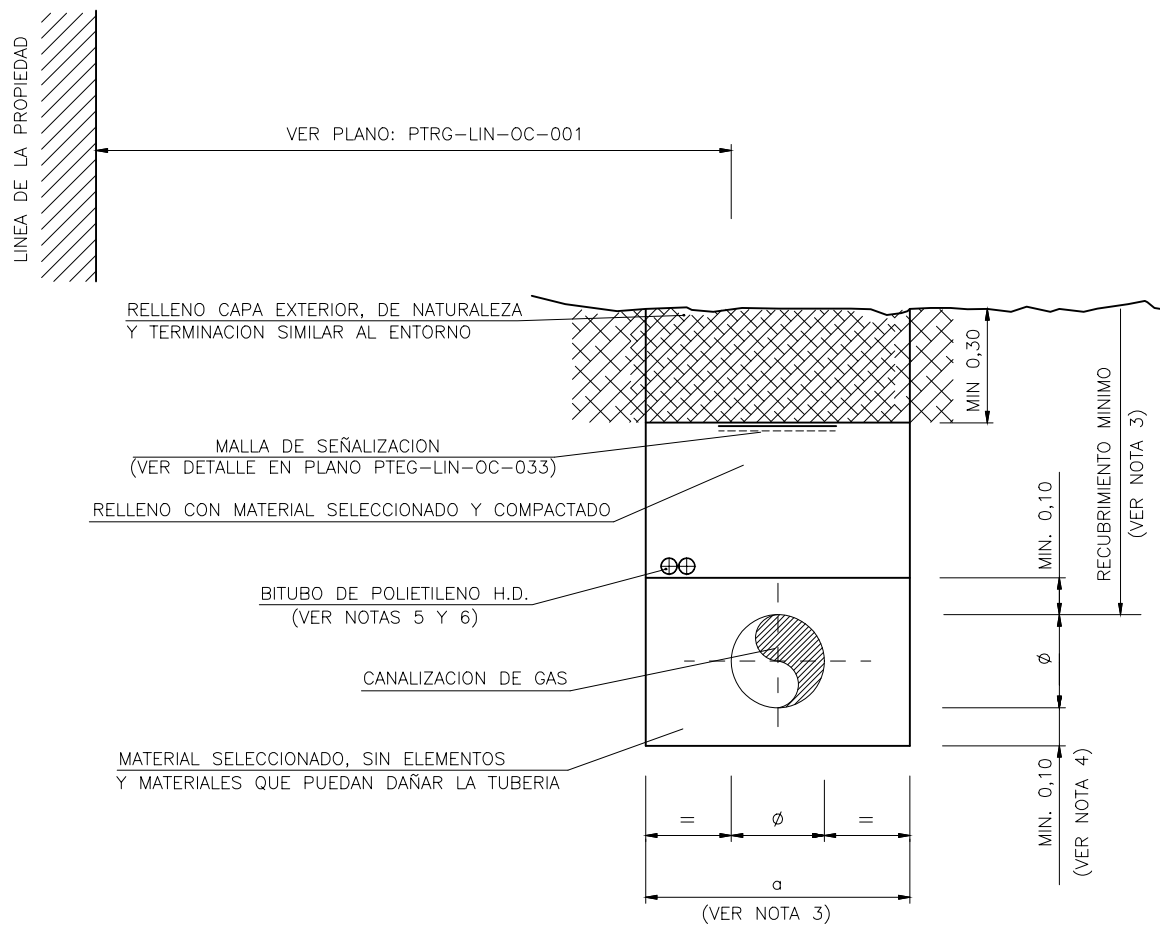 LINEA DE LA PROPIEDAD
VER PLANO: PTRG-LIN-OC-001
RELLENO CAPA EXTERIOR, DE NATURALEZA
Y TERMINACION SIMILAR AL ENTORNO
MIN 0,30
MALLA DE SEÑALIZACION
(VER DETALLE EN PLANO PTEG-LIN-OC-033)
RELLENO CON MATERIAL SELECCIONADO Y COMPACTADO
RECUBRIMIENTO MINIMO
(VER NOTA 3)
MIN. 0,10
BITUBO DE POLIETILENO H.D.
(VER NOTAS 5 Y 6)
CANALIZACION DE GAS
ø
MATERIAL SELECCIONADO, SIN ELEMENTOS
Y MATERIALES QUE PUEDAN DAÑAR LA TUBERIA
MIN. 0,10
(VER NOTA 4)
= ø =
a
(VER NOTA 3)